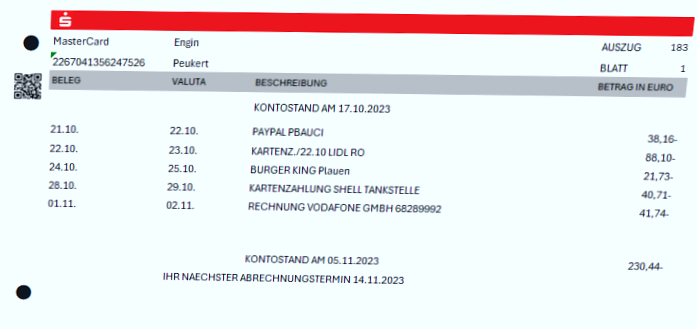 MasterCard Engin AUSZUG 183
2267041356247526 Peukert BLATT 1
BELEG VALUTA BESCHREIBUNG BETRAG IN EURO
KONTOSTAND AM 17.10.2023
21.10. 22.10. PAYPAL PBAUCI 38,16-
22.10. 23.10. KARTENZ./22.10 LIDL RO 88,10-
24.10. 25.10. BURGER KING Plauen 21,73-
28.10. 29.10. KARTENZAHLUNG SHELL TANKSTELLE 40,71-
01.11. 02.11. RECHNUNG VODAFONE GMBH 68289992 41,74-
KONTOSTAND AM 05.11.2023 230,44-
IHR NAECHSTER ABRECHNUNGSTERMIN 14.11.2023